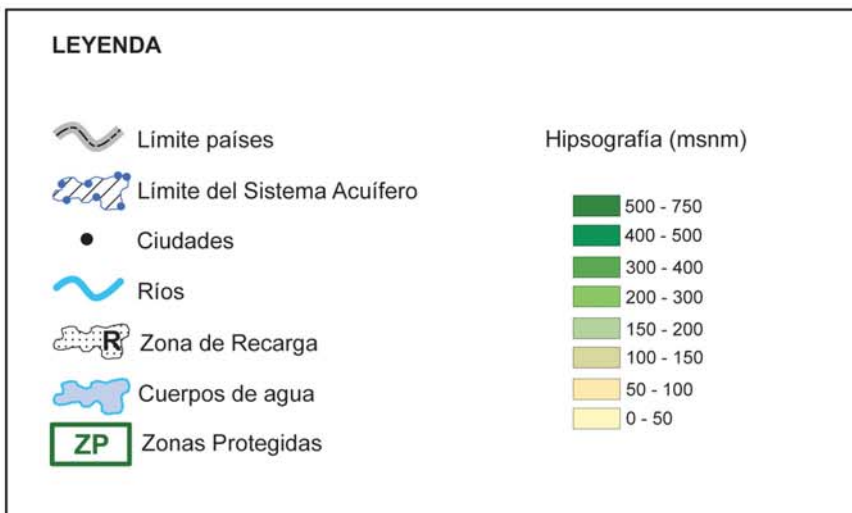 LEYENDA
Límite países
Límite del Sistema Acuífero
Ciudades
Ríos
R
Zona de Recarga
Cuerpos de agua
ZP
Zonas Protegidas
Hipsografía (msnm)
500 - 750
400 - 500
300 - 400
200 - 300
150 - 200
100 - 150
50 - 100
0 - 50